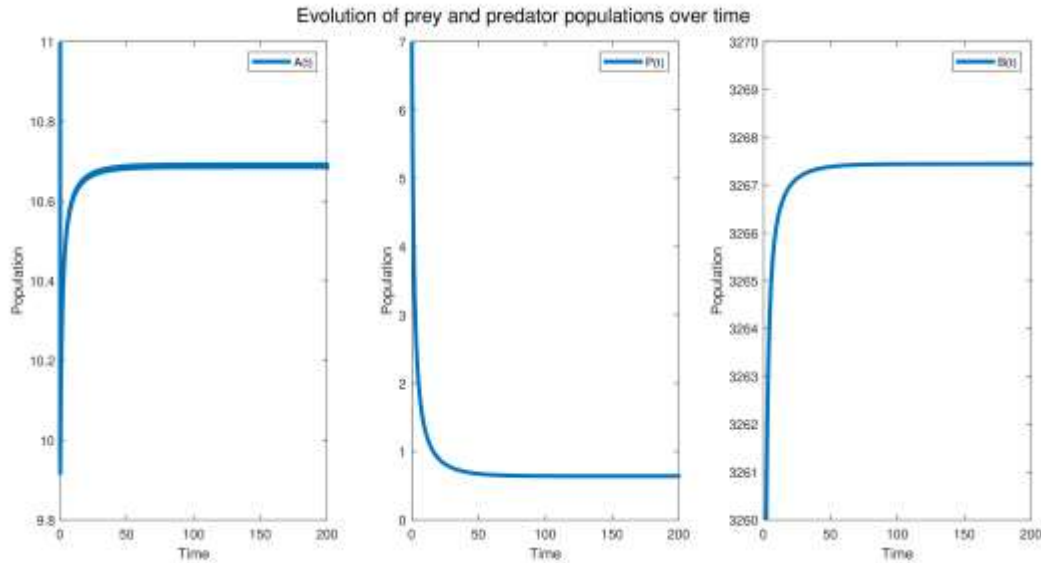 Evolution of prey and predator populations over time
A(t)
11
10.8
10.6
10.4
10.2
10
9.8
Population
0 50 100 150 200
Time
P(t)
7
6
5
4
3
2
1
0
Population
0 50 100 150 200
Time
B(t)
3270
3269
3268
3267
3266
3265
3264
3263
3262
3261
3260
Population
0 50 100 150 200
Time